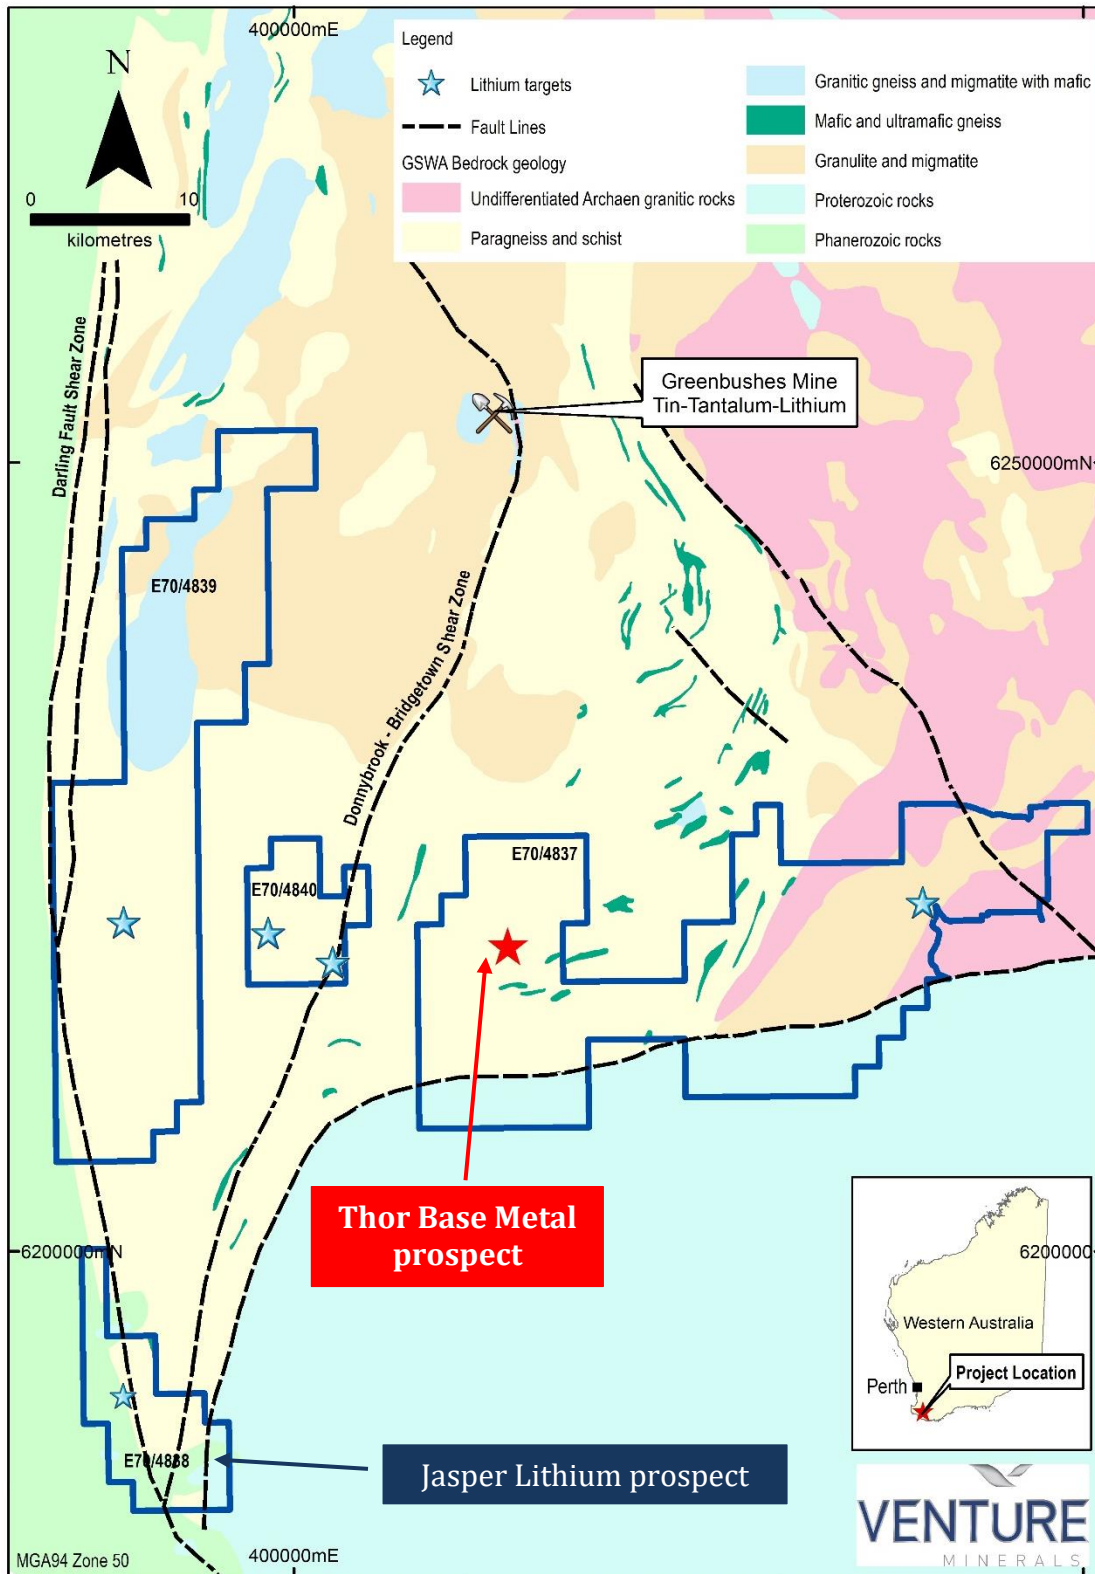 400000mE
Legend
N
Lithium targets
Fault Lines
GSWA Bedrock geology
Undifferentiated Archaen granitic rocks
Paragneiss and schist
Granitic gneiss and migmatite with mafic
Mafic and ultramafic gneiss
Granulite and migmatite
Proterozoic rocks
Phanerozoic rocks
0 10
kilometres
Darling Fault Shear Zone
Greenbushes Mine
Tin-Tantalum-Lithium
6250000mN
E70/4839
Donnybrook - Bridgetown Shear Zone
E70/4837
E70/4840
Thor Base Metal
prospect
6200000mN
6200000
Western Australia
Perth
Project Location
E70/4838
Jasper Lithium prospect
VENTURE
MINERALS
MGA94 Zone 50
400000mE